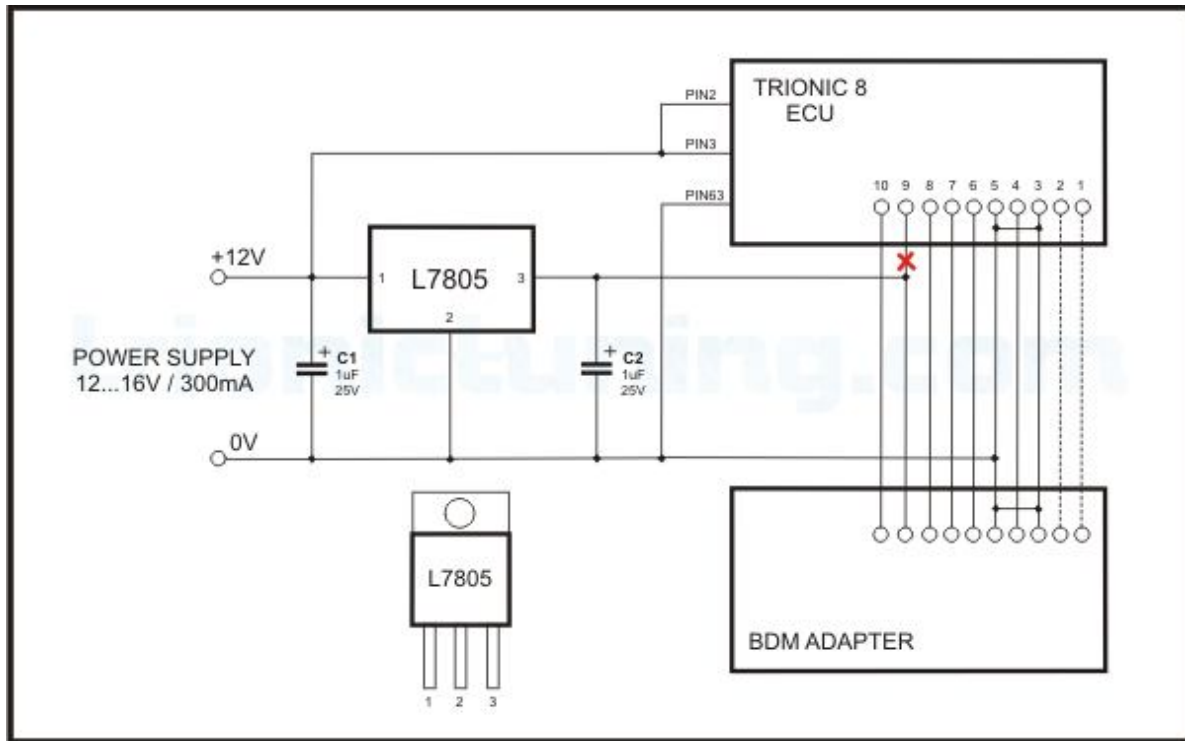 TRIONIC 8
ECU
PIN2
PIN3
PIN63
10 9 8 7 6 5 4 3 2 1
+12V
1 L7805 3
2
POWER SUPPLY
12...16V / 300mA
+ C1
1uF
25V
+ C2
1uF
25V
trionictuning.com
0V
L7805
1 2 3
BDM ADAPTER